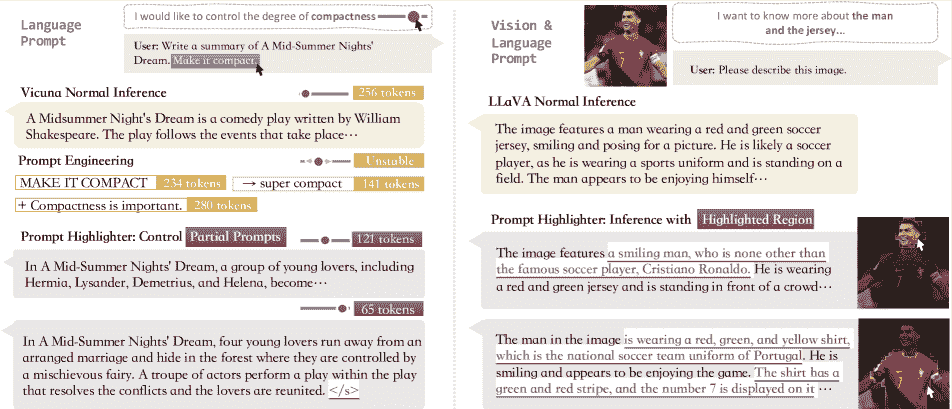 Language
Prompt
I would like to control the degree of compactness
User: Write a summary of A Mid-Summer Nights'
Dream. Make it compact.
Vicuna Normal Inference
256 tokens
A Midsummer Night's Dream is a comedy play written by William
Shakespeare. The play follows the events that take place···
Prompt Engineering
Unstable
MAKE IT COMPACT 234 tokens
→ super compact 141 tokens
+ Compactness is important. 280 tokens
Prompt Highlighter: Control Partial Prompts
121 tokens
In A Mid-Summer Nights' Dream, a group of young lovers, including
Hermia, Lysander, Demetrius, and Helena, become···
65 tokens
In A Mid-Summer Nights' Dream, four young lovers run away from an
arranged marriage and hide in the forest where they are controlled by
a mischievous fairy. A troupe of actors perform a play within the play
that resolves the conflicts and the lovers are reunited. </s>
Vision &
Language
Prompt
7
I want to know more about the man
and the jersey...
User: Please describe this image.
LLaVA Normal Inference
The image features a man wearing a red and green soccer
jersey, smiling and posing for a picture. He is likely a soccer
player, as he is wearing a sports uniform and is standing on a
field. The man appears to be enjoying himself···
Prompt Highlighter: Inference with Highlighted Region
The image features a smiling man, who is none other than
the famous soccer player, Cristiano Ronaldo. He is wearing
a red and green jersey and is standing in front of a crowd···
The man in the image is wearing a red, green, and yellow shirt,
which is the national soccer team uniform of Portugal. He is
smiling and appears to be enjoying the game. The shirt has a
green and red stripe, and the number 7 is displayed on it ···
7